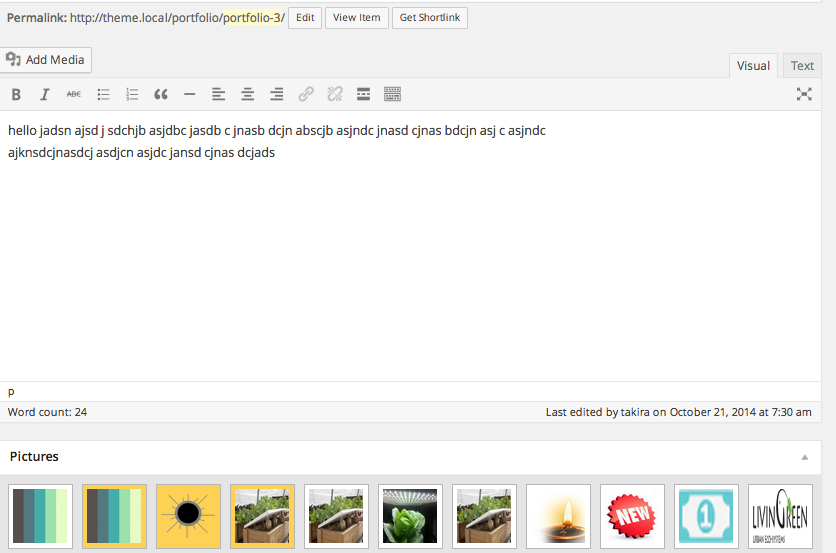 Permalink: http://theme.local/portfolio/portfolio-3/ Edit View Item Get Shortlink
Add Media
Visual Text
B I ABC
hello jadsn ajsd j sdchjb asjdbc jasdb c jnasb dcjn abscjb asjndc jnasd cjnas bdcjn asj c asjndc
ajknsdcjnasdcj asdjcn asjdc jansd cjnas dcjads
p
Word count: 24 Last edited by takira on October 21, 2014 at 7:30 am
Pictures
NEW 1 LIVINGREEN
URBAN ECOSYSTEMS